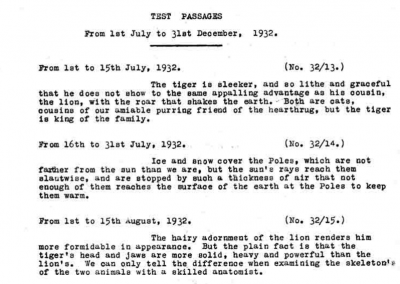 TEST PASSAGES
From 1st July to 31st December, 1932.
From 1st to 15th July, 1932. (No. 32/13.)
The tiger is sleeker, and so lithe and graceful
that he does not show to the same appalling advantage as his cousin,
the lion, with the roar that shakes the earth. Both are cats,
cousins of our amiable purring friend of the hearthrug, but the tiger
is king of the family.
From 16th to 31st July, 1932. (No. 32/14.)
Ice and snow cover the Poles, which are not
farther from the sun than we are, but the sun's rays reach them
slantwise, and are stopped by such a thickness of air that not
enough of them reaches the surface of the earth at the Poles to keep
them warm.
From 1st to 15th August, 1932. (No. 32/15.)
The hairy adornment of the lion renders him
more formidable in appearance. But the plain fact is that the
tiger's head and jaws are more solid, heavy and powerful than the
lion's. We can only tell the difference when examining the skeleton's
of the two animals with a skilled anatomist.